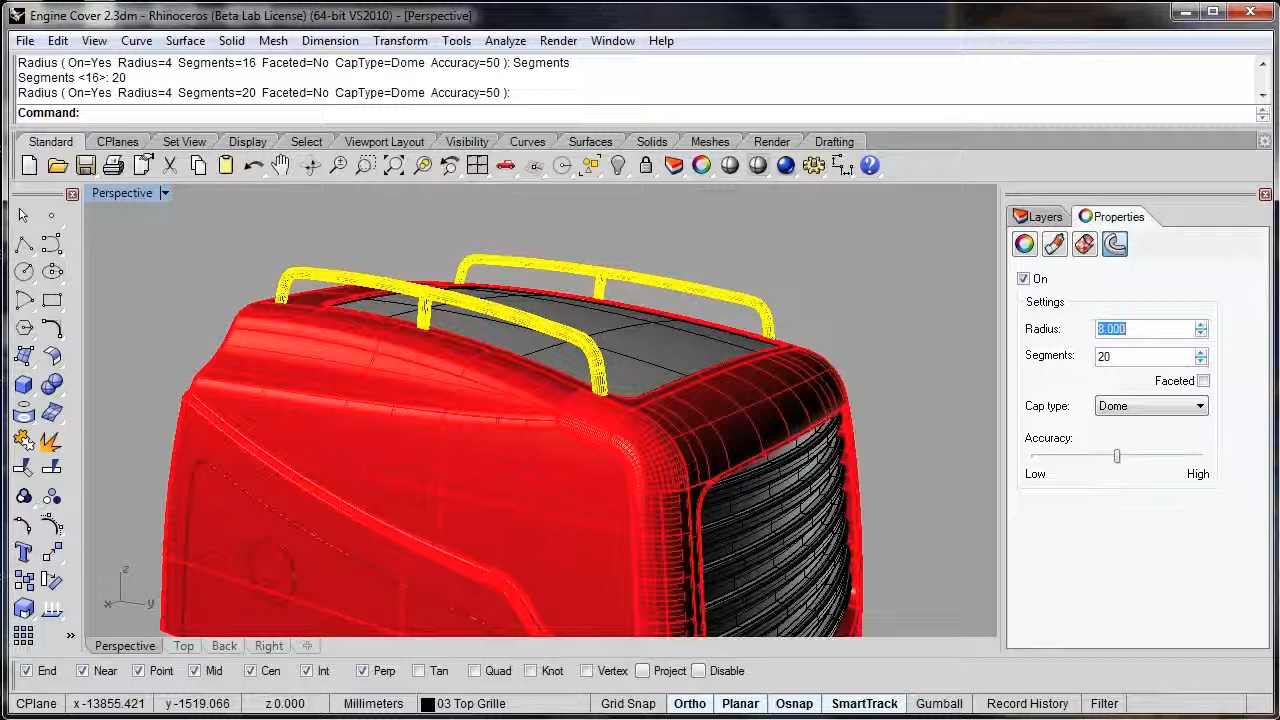 Engine Cover 2.3dm - Rhinoceros (Beta Lab License) (64-bit VS2010) - [Perspective]
File Edit View Curve Surface Solid Mesh Dimension Transform Tools Analyze Render Window Help
Radius ( On=Yes Radius=4 Segments=16 Faceted=No CapType=Dome Accuracy=50 ): Segments
Segments <16>: 20
Radius ( On=Yes Radius=4 Segments=20 Faceted=No CapType=Dome Accuracy=50 ):
Command:
Standard CPlanes Set View Display Select Viewport Layout Visibility Curves Surfaces Solids Meshes Render Drafting
Perspective
Layers Properties
On
Settings
Radius: 8.000
Segments: 20
Faceted
Cap type: Dome
Accuracy:
Low High
z
x y
Perspective Top Back Right
End Near Point Mid Cen Int Perp Tan Quad Knot Vertex Project Disable
CPlane x -13855.421 y -1519.066 z 0.000 Millimeters 03 Top Grille Grid Snap Ortho Planar Osnap SmartTrack Gumball Record History Filter